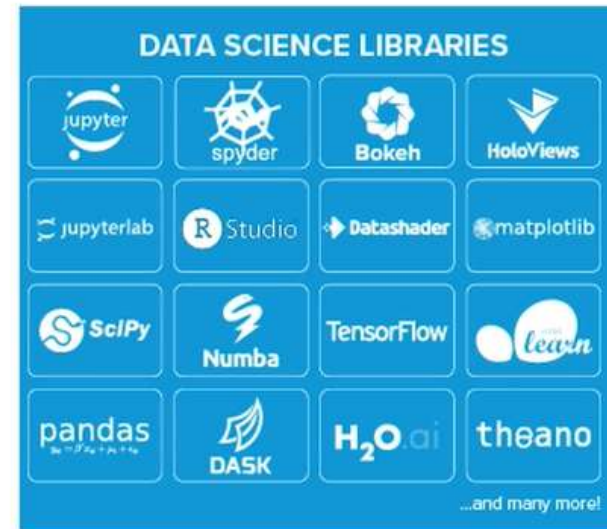 DATA SCIENCE LIBRARIES
jupyter
spyder
Bokeh
HoloViews
jupyterlab
R Studio
Datashader
matplotlib
SciPy
Numba
TensorFlow
learn
pandas
DASK
H₂O.ai
theano
...and many more!